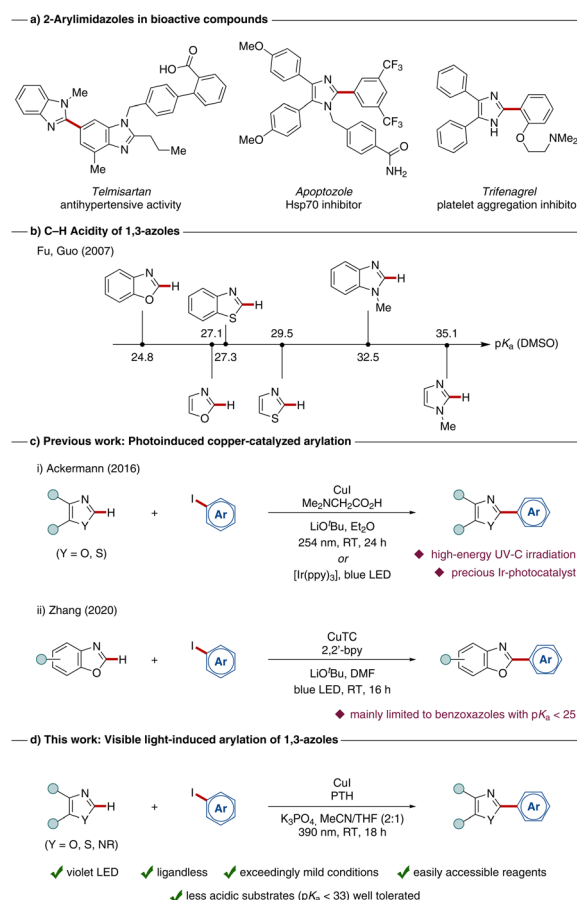 a) 2-Arylimidazoles in bioactive compounds
Me
N
N
N
N
Me
O
OH
Me
Telmisartan
antihypertensive activity
MeO
MeO
N
N
CF3
CF3
O
NH2
Apoptozole
Hsp70 inhibitor
N
N
H
O
NMe2
Trifenagrel
platelet aggregation inhibito
b) C–H Acidity of 1,3-azoles
Fu, Guo (2007)
N
O
H
N
S
H
N
N
H
Me
27.1
29.5
35.1
pKa (DMSO)
24.8
27.3
32.5
N
O
H
N
S
H
N
N
H
Me
c) Previous work: Photoinduced copper-catalyzed arylation
i) Ackermann (2016)
N
Y
H
(Y = O, S)
+
I
Ar
CuI
Me2NCH2CO2H
LiOtBu, Et2O
254 nm, RT, 24 h
or
[Ir(ppy)3], blue LED
N
Y
Ar
◆ high-energy UV-C irradiation
◆ precious Ir-photocatalyst
ii) Zhang (2020)
N
O
H
+
I
Ar
CuTC
2,2'-bpy
LiOtBu, DMF
blue LED, RT, 16 h
N
O
Ar
◆ mainly limited to benzoxazoles with pKa < 25
d) This work: Visible light-induced arylation of 1,3-azoles
N
Y
H
(Y = O, S, NR)
+
I
Ar
CuI
PTH
K3PO4, MeCN/THF (2:1)
390 nm, RT, 18 h
N
Y
Ar
✓ violet LED ✓ ligandless ✓ exceedingly mild conditions ✓ easily accessible reagents
✓ less acidic substrates (pKa < 33) well tolerated